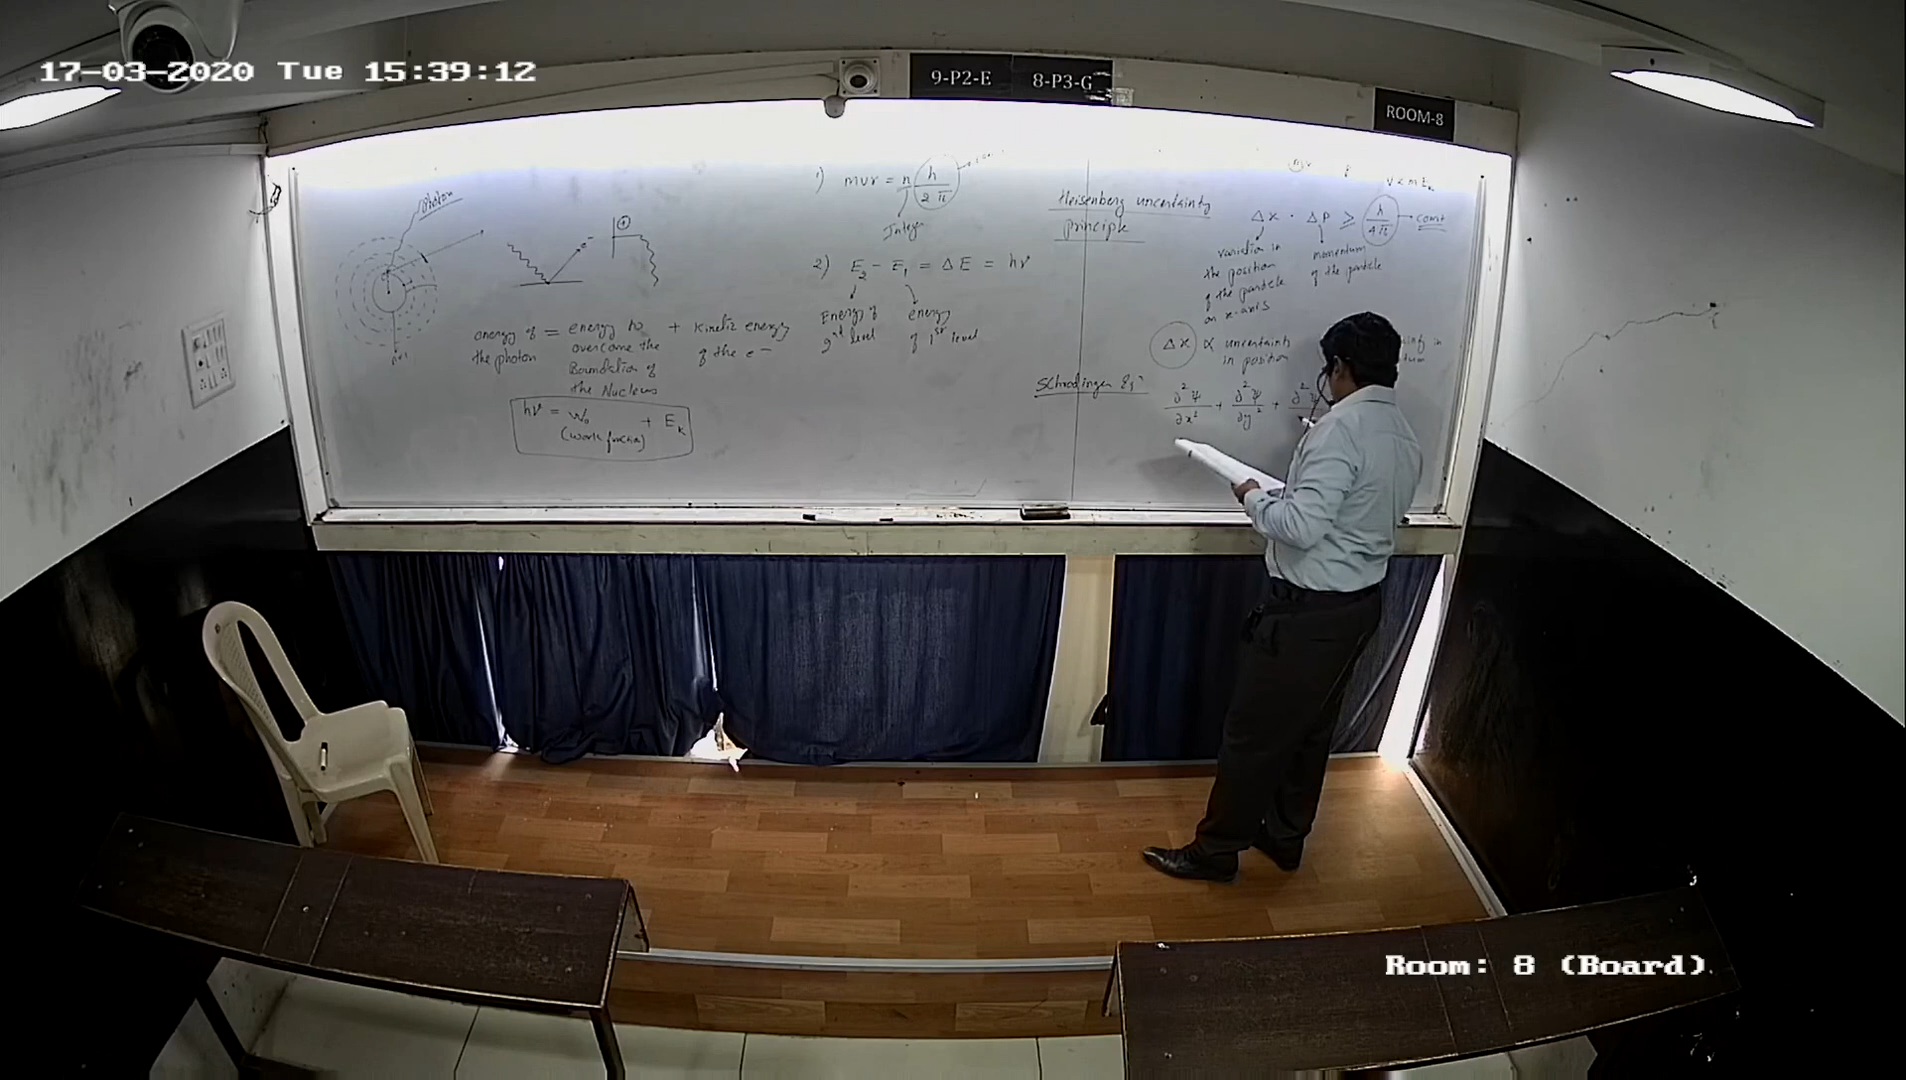 17-03-2020 Tue 15:39:12
9-P2-E 8-P3-G
ROOM-8
Photon
e⁻
+
n=1
energy of the photon = energy to overcome the Boundation of the Nucleus + kinetic energy of the e⁻
hν = W₀ + Eₖ
(work function)
1) mvr = n h/2π
Integer
2) E₂ - E₁ = ΔE = hν
Energy of 2nd level
energy of 1st level
Heisenberg uncertainty
principle
Δx · ΔP ≥ h/4π
const
variation in
the position
of the particle
on x-axis
momentum
of the particle
Δx ∝ uncertainty
in position
Schrodinger Eqⁿ
∂²ψ/∂x² + ∂²ψ/∂y² + ∂²ψ
Room: 8 (Board)